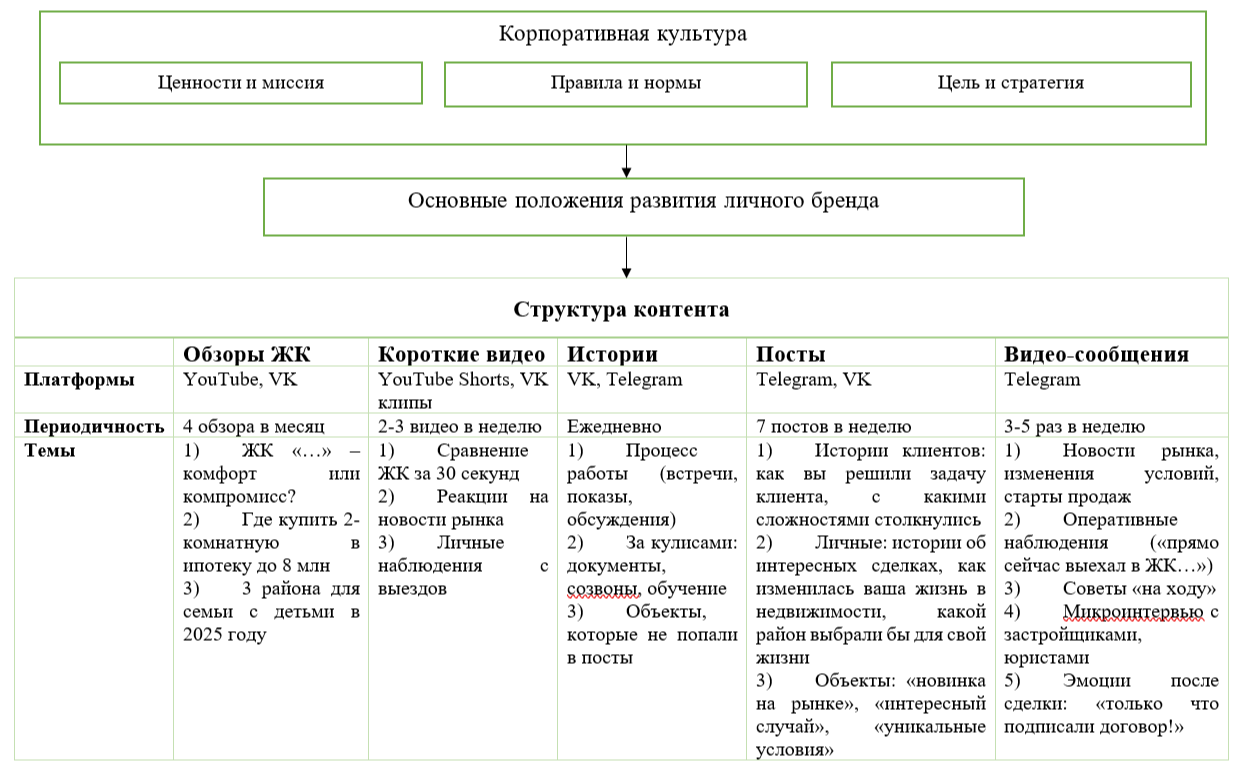 Корпоративная культура
Ценности и миссия
Правила и нормы
Цель и стратегия
Основные положения развития личного бренда
Структура контента
Обзоры ЖК
Короткие видео
Истории
Посты
Видео-сообщения
Платформы
YouTube, VK
YouTube Shorts, VK
клипы
VK, Telegram
Telegram, VK
Telegram
Периодичность
4 обзора в месяц
2-3 видео в неделю
Ежедневно
7 постов в неделю
3-5 раз в неделю
Темы
1) ЖК «…» –
комфорт или
компромисс?
2) Где купить 2-
комнатную в
ипотеку до 8 млн
3) 3 района для
семьи с детьми в
2025 году
1) Сравнение
ЖК за 30 секунд
2) Реакции на
новости рынка
3) Личные
наблюдения с
выездов
1) Процесс
работы (встречи,
показы,
обсуждения)
2) За кулисами:
документы,
созвоны, обучение
3) Объекты,
которые не попали
в посты
1) Истории клиентов:
как вы решили задачу
клиента, с какими
сложностями столкнулись
2) Личные: истории об
интересных сделках, как
изменилась ваша жизнь в
недвижимости, какой
район выбрали бы для свой
жизни
3) Объекты: «новинка
на рынке», «интересный
случай», «уникальные
условия»
1) Новости рынка,
изменения условий,
старты продаж
2) Оперативные
наблюдения («прямо
сейчас выехал в ЖК…»)
3) Советы «на ходу»
4) Микроинтервью с
застройщиками,
юристами
5) Эмоции после
сделки: «только что
подписали договор!»